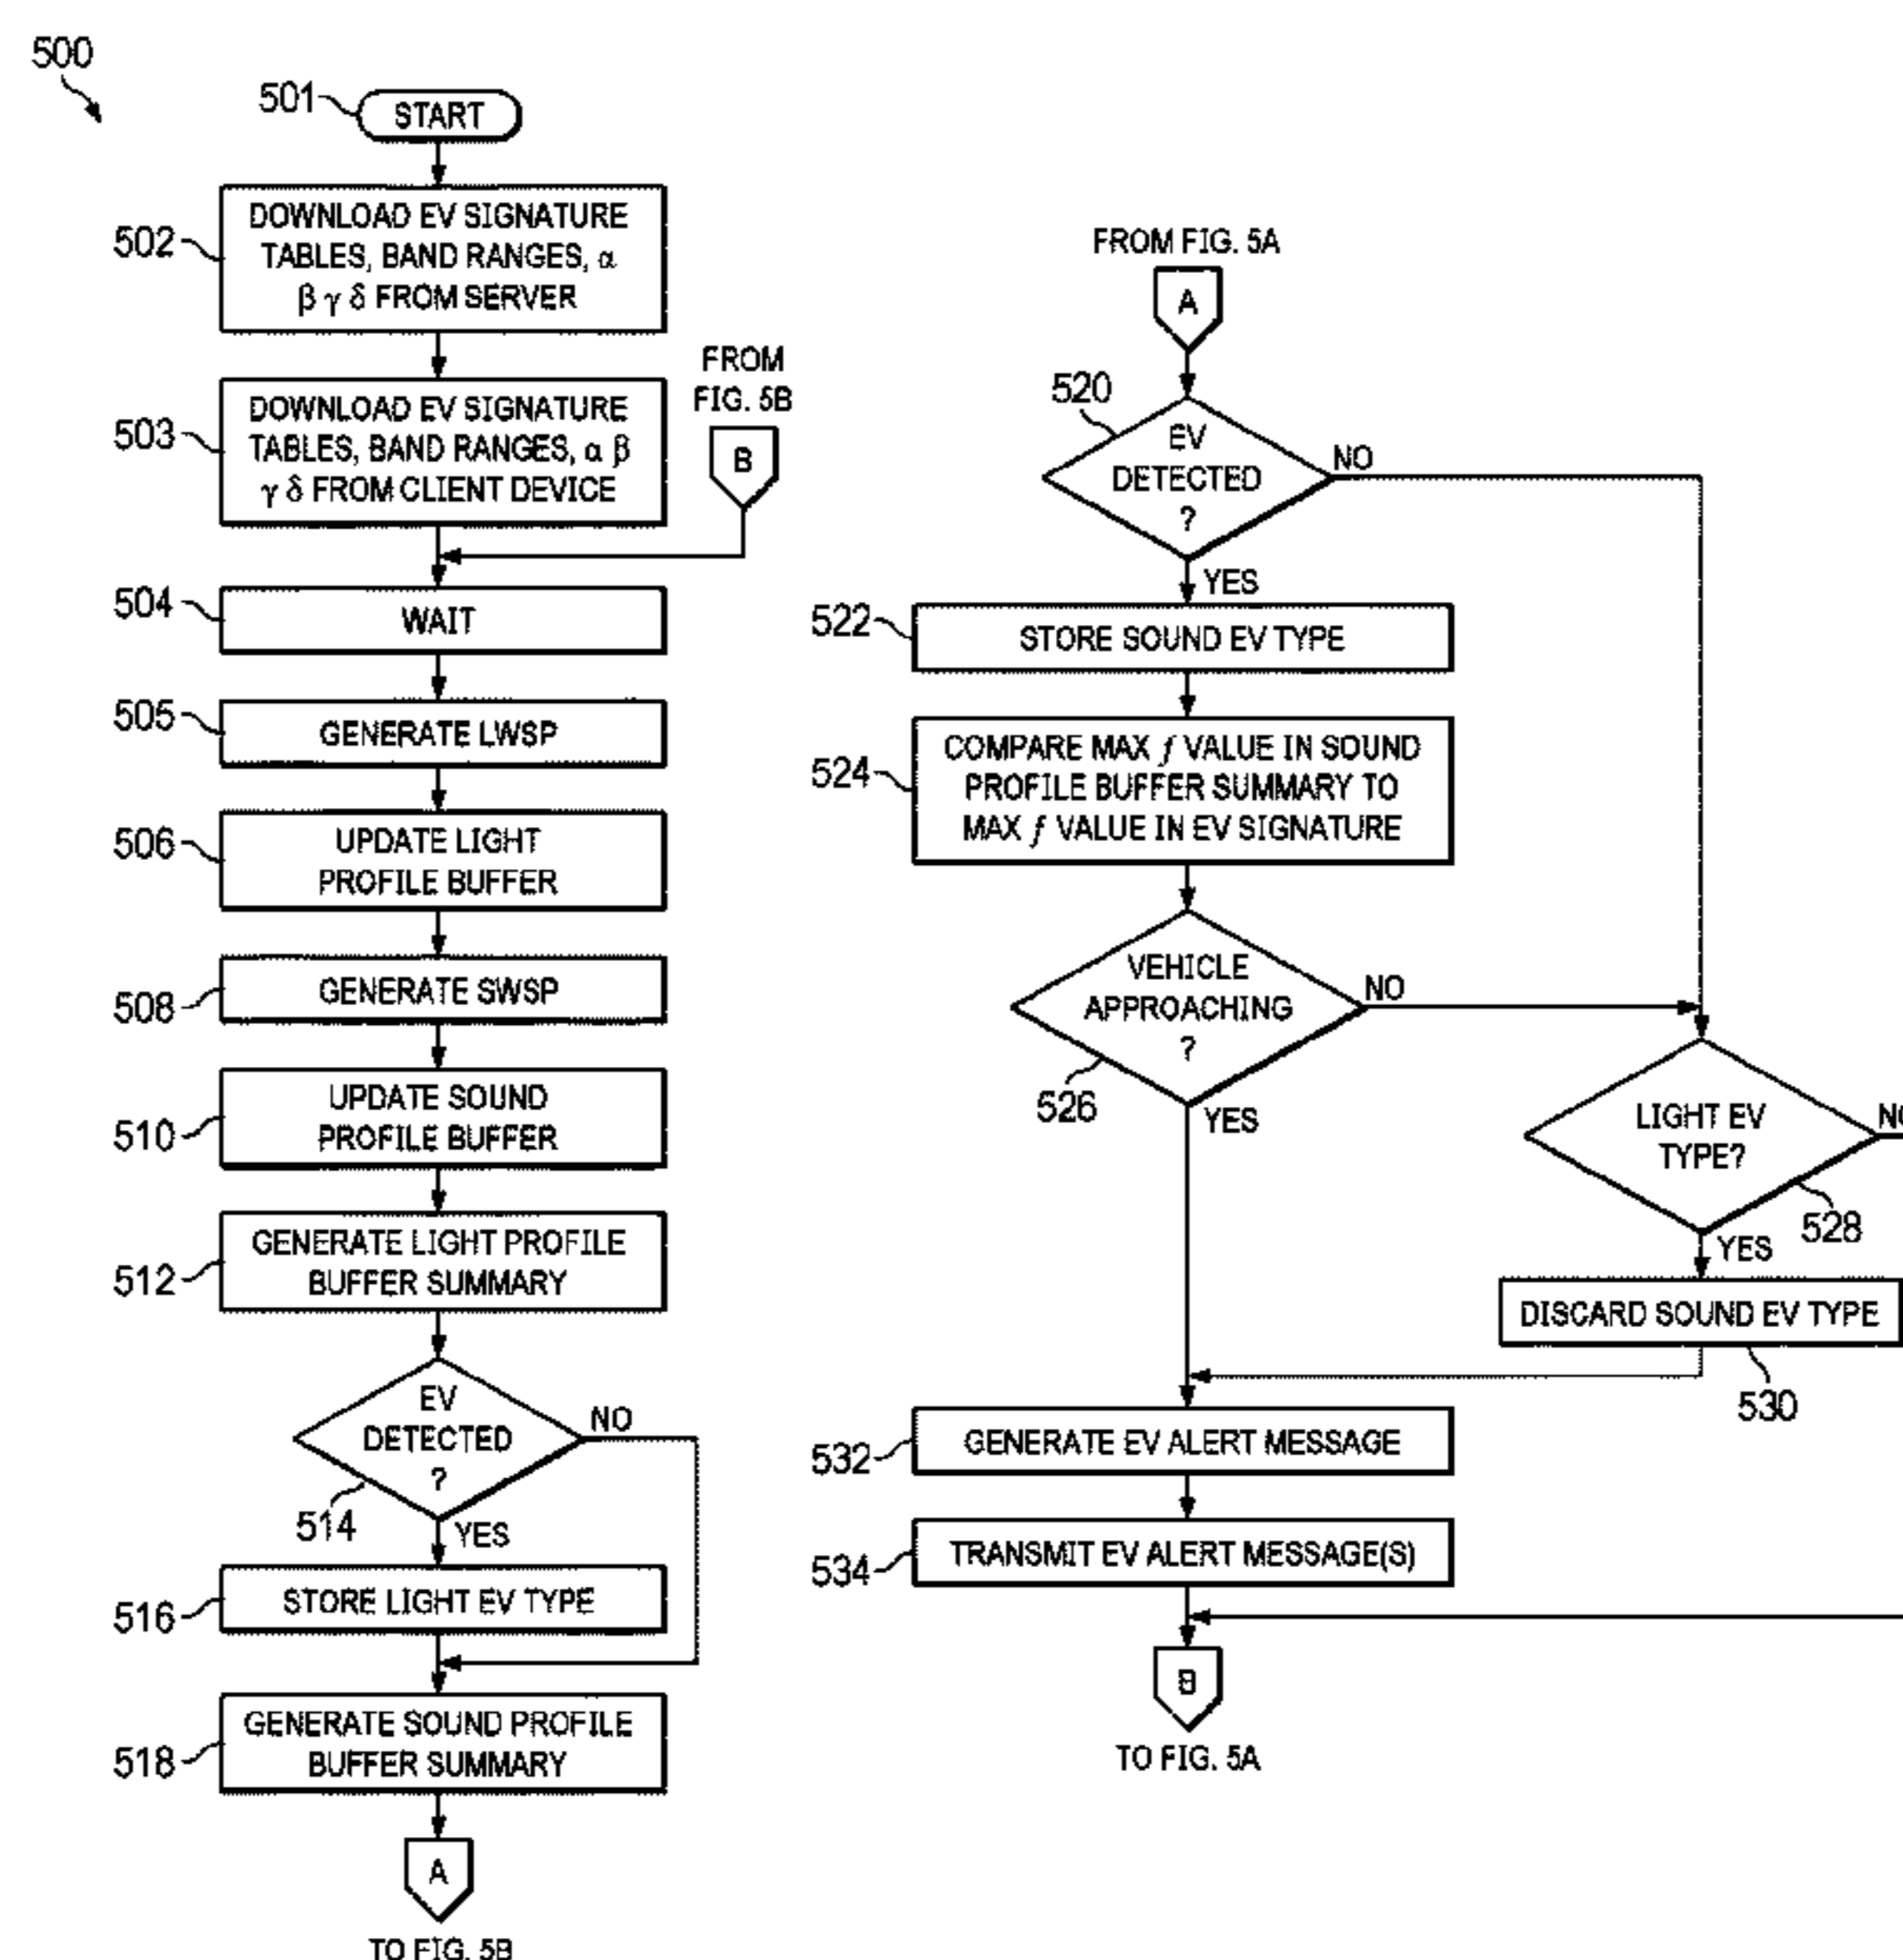 500
501
START
502
DOWNLOAD EV SIGNATURE
TABLES, BAND RANGES, α
β γ δ FROM SERVER
503
DOWNLOAD EV SIGNATURE
TABLES, BAND RANGES, α β
γ δ FROM CLIENT DEVICE
FROM
FIG. 5B
B
504
WAIT
505
GENERATE LWSP
506
UPDATE LIGHT
PROFILE BUFFER
508
GENERATE SWSP
510
UPDATE SOUND
PROFILE BUFFER
512
GENERATE LIGHT PROFILE
BUFFER SUMMARY
EV
DETECTED
?
NO
514
YES
516
STORE LIGHT EV TYPE
518
GENERATE SOUND PROFILE
BUFFER SUMMARY
A
TO FIG. 5B
FROM FIG. 5A
A
520
EV
DETECTED
?
NO
YES
522
STORE SOUND EV TYPE
524
COMPARE MAX ƒ VALUE IN SOUND
PROFILE BUFFER SUMMARY TO
MAX ƒ VALUE IN EV SIGNATURE
VEHICLE
APPROACHING
?
NO
526
YES
LIGHT EV
TYPE?
NO
528
YES
DISCARD SOUND EV TYPE
530
532
GENERATE EV ALERT MESSAGE
534
TRANSMIT EV ALERT MESSAGE(S)
B
TO FIG. 5A